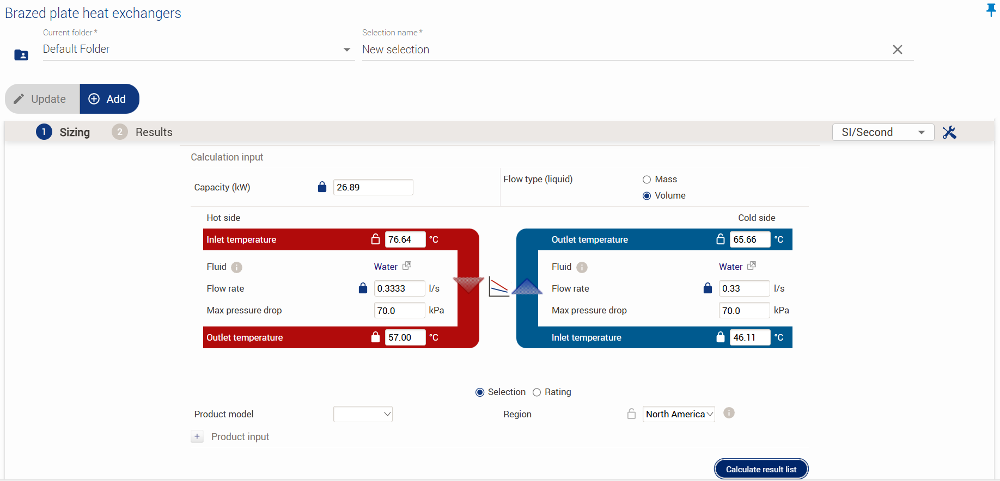 Brazed plate heat exchangers
Current folder *
Selection name *
Default Folder
New selection
Update
Add
1 Sizing
2 Results
SI/Second
Calculation input
Capacity (kW)
26.89
Flow type (liquid)
Mass
Volume
Hot side
Cold side
Inlet temperature 76.64 °C
Outlet temperature 65.66 °C
Fluid i Water
Fluid i Water
Flow rate 0.3333 l/s
Flow rate 0.33 l/s
Max pressure drop 70.0 kPa
Max pressure drop 70.0 kPa
Outlet temperature 57.00 °C
Inlet temperature 46.11 °C
Selection Rating
Product model
Region North America i
+ Product input
Calculate result list